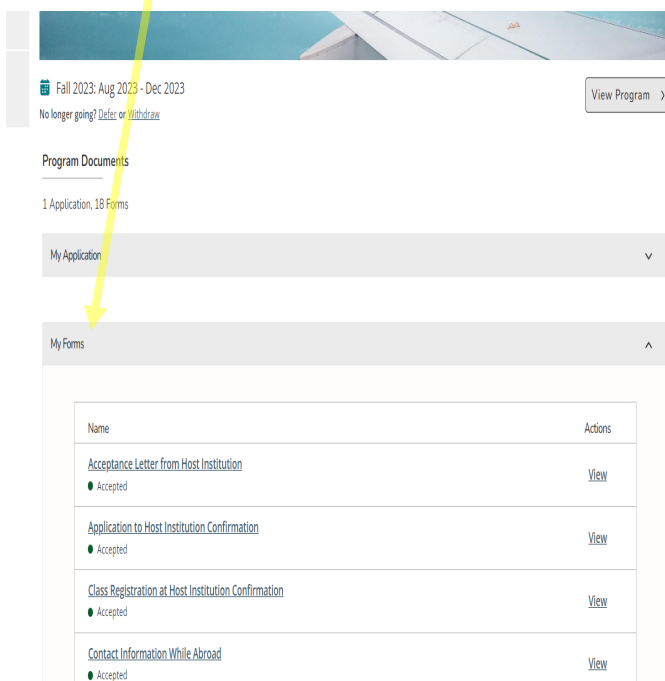 Fall 2023: Aug 2023 - Dec 2023
View Program
No longer going? Defer or Withdraw
Program Documents
1 Application, 18 Forms
My Application
My Forms
Name Actions
Acceptance Letter from Host Institution
Accepted
View
Application to Host Institution Confirmation
Accepted
View
Class Registration at Host Institution Confirmation
Accepted
View
Contact Information While Abroad
Accepted
View